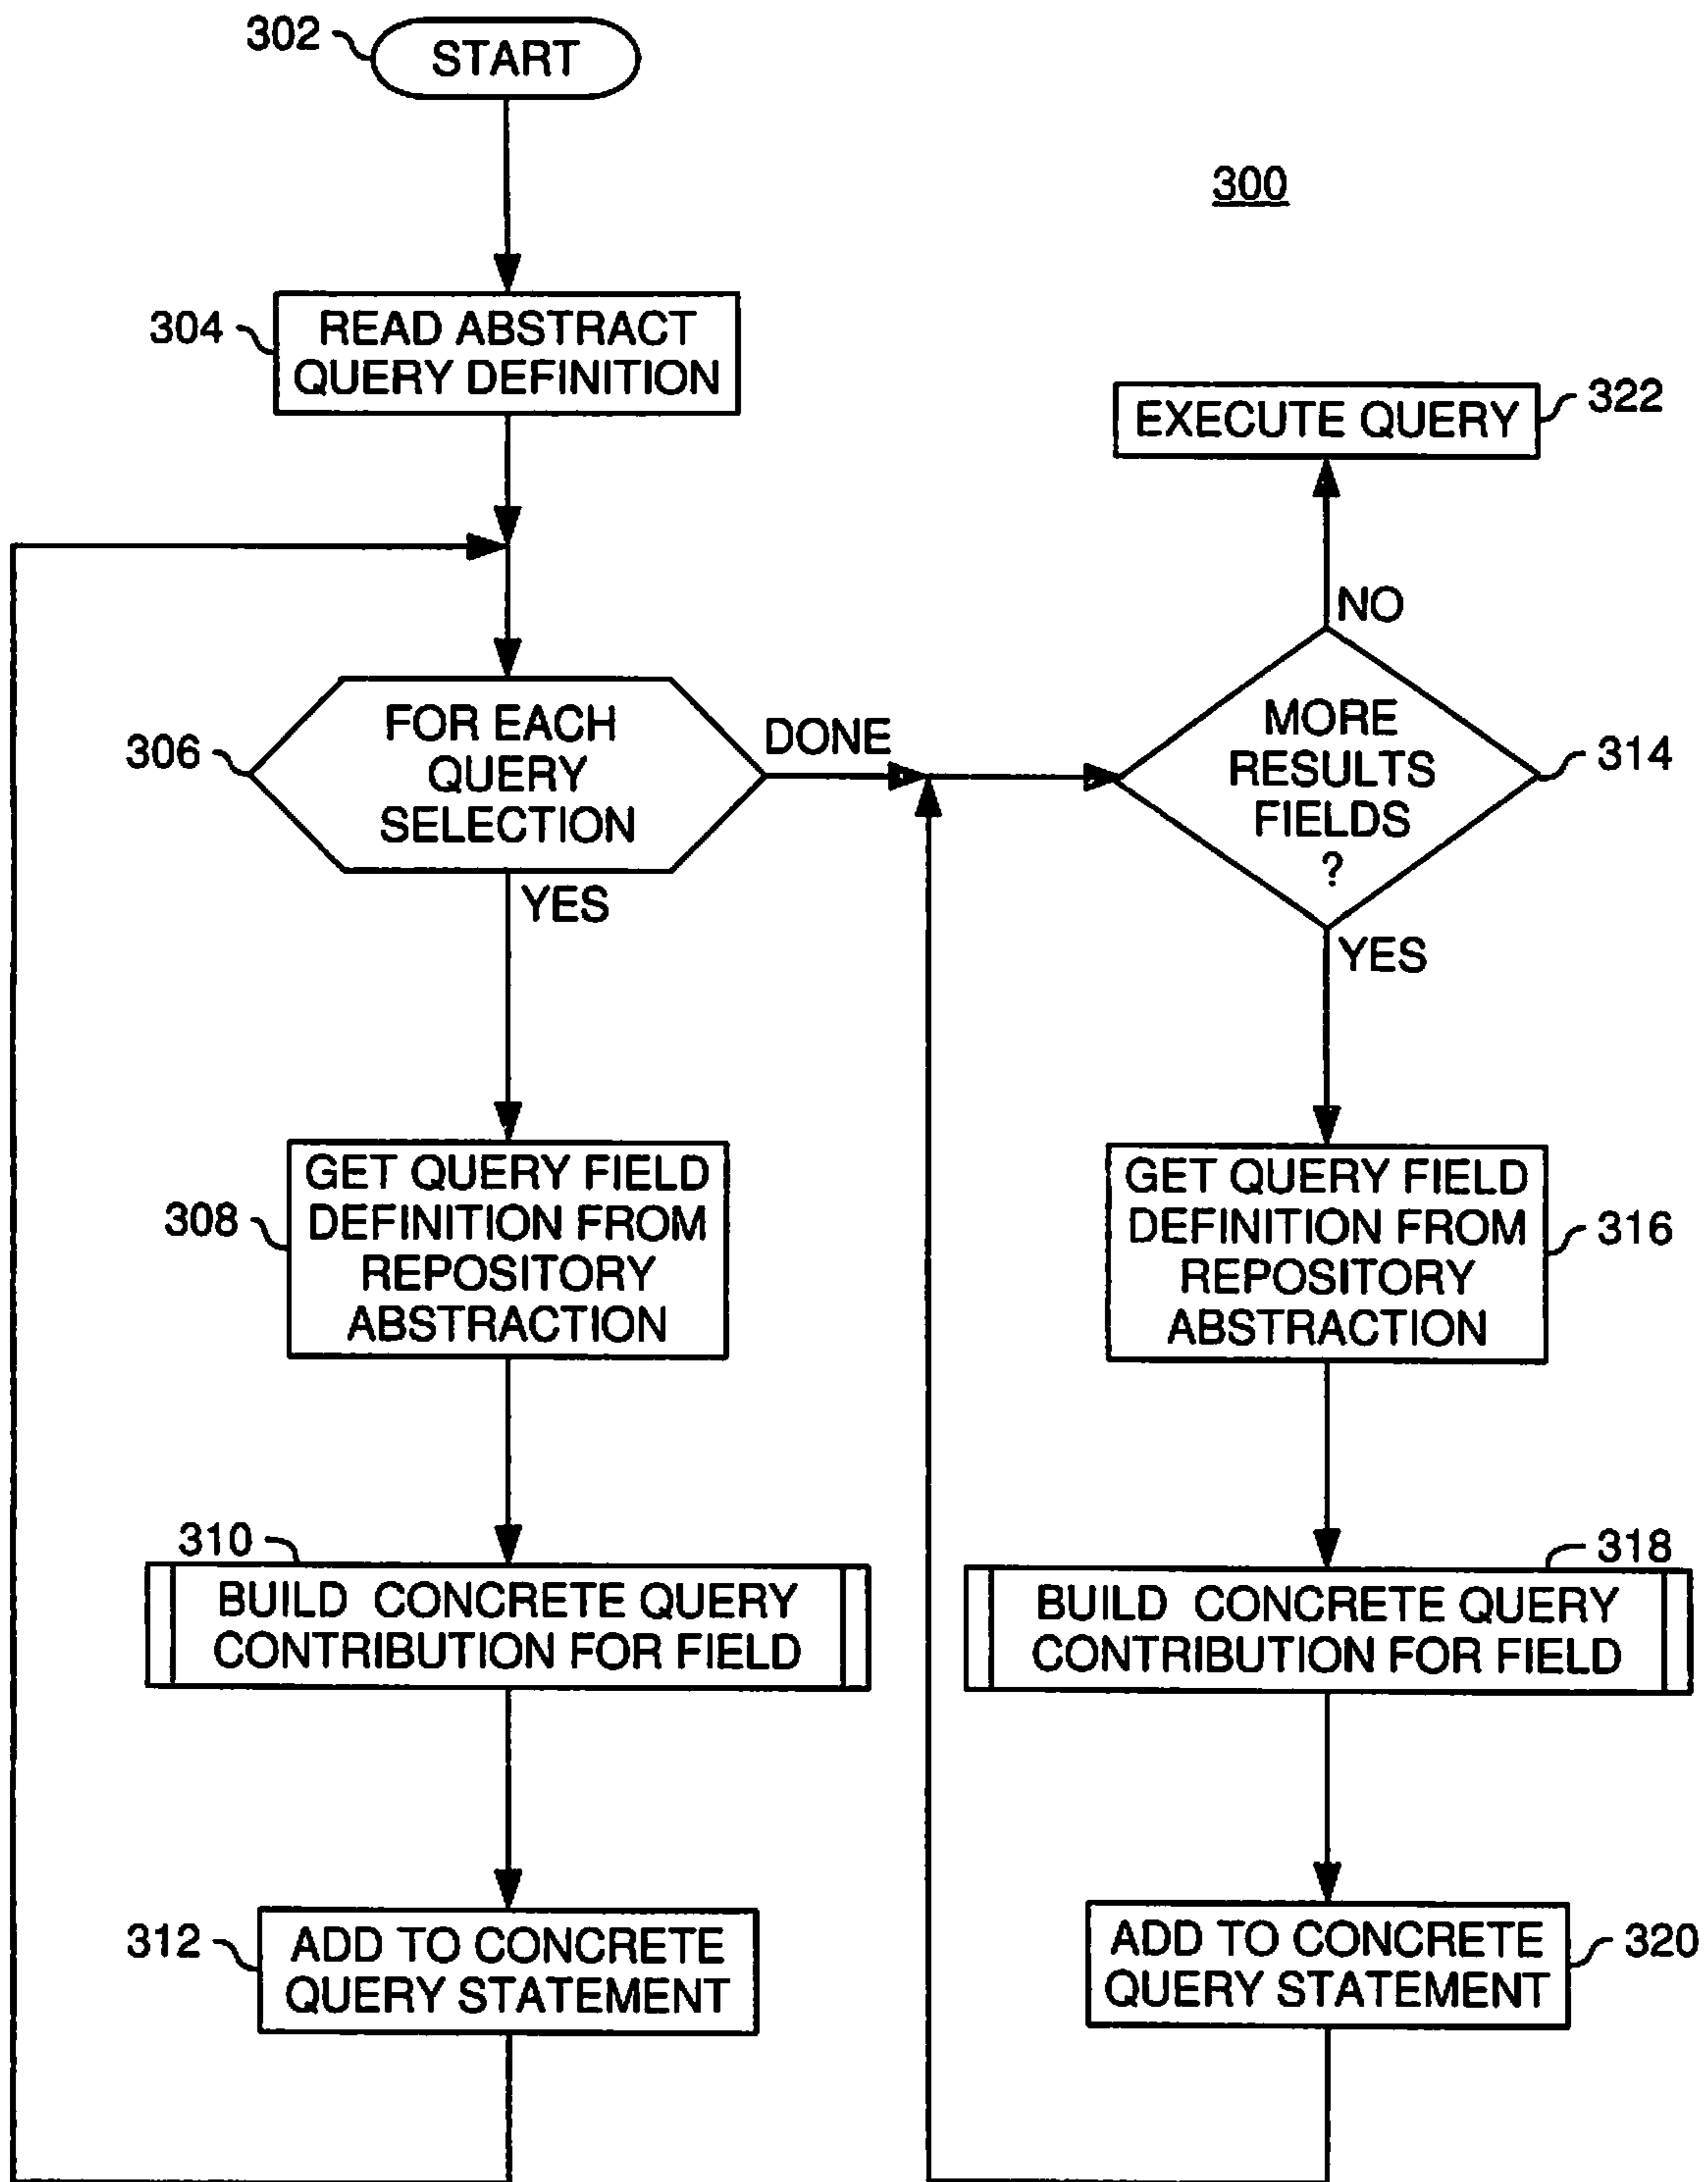 302
START
300
304
READ ABSTRACT
QUERY DEFINITION
EXECUTE QUERY
322
NO
306
FOR EACH
QUERY
SELECTION
DONE
MORE
RESULTS
FIELDS
?
314
YES
YES
308
GET QUERY FIELD
DEFINITION FROM
REPOSITORY
ABSTRACTION
GET QUERY FIELD
DEFINITION FROM
REPOSITORY
ABSTRACTION
316
310
BUILD CONCRETE QUERY
CONTRIBUTION FOR FIELD
318
BUILD CONCRETE QUERY
CONTRIBUTION FOR FIELD
312
ADD TO CONCRETE
QUERY STATEMENT
ADD TO CONCRETE
QUERY STATEMENT
320